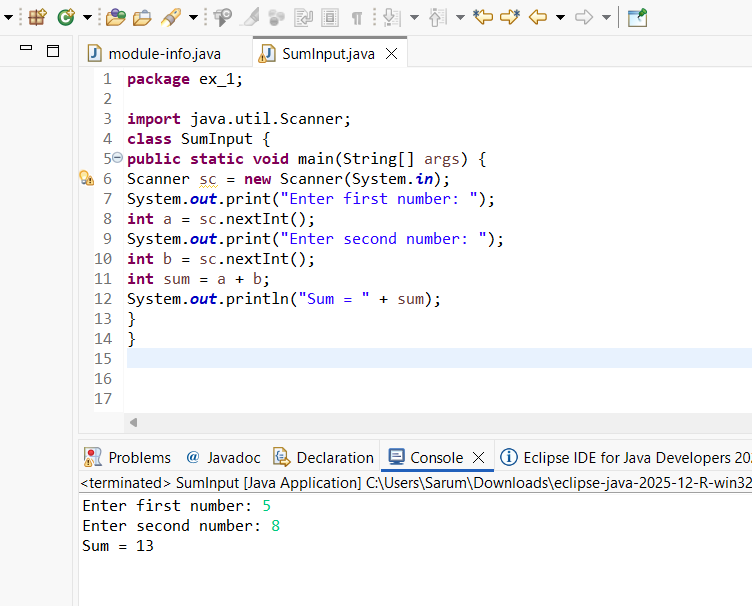 module-info.java
SumInput.java
1 package ex_1;
2
3 import java.util.Scanner;
4 class SumInput {
5 public static void main(String[] args) {
6 Scanner sc = new Scanner(System.in);
7 System.out.print("Enter first number: ");
8 int a = sc.nextInt();
9 System.out.print("Enter second number: ");
10 int b = sc.nextInt();
11 int sum = a + b;
12 System.out.println("Sum = " + sum);
13 }
14 }
15
16
17
Problems @ Javadoc Declaration Console Eclipse IDE for Java Developers 20
<terminated> SumInput [Java Application] C:\Users\Sarum\Downloads\eclipse-java-2025-12-R-win32
Enter first number: 5
Enter second number: 8
Sum = 13